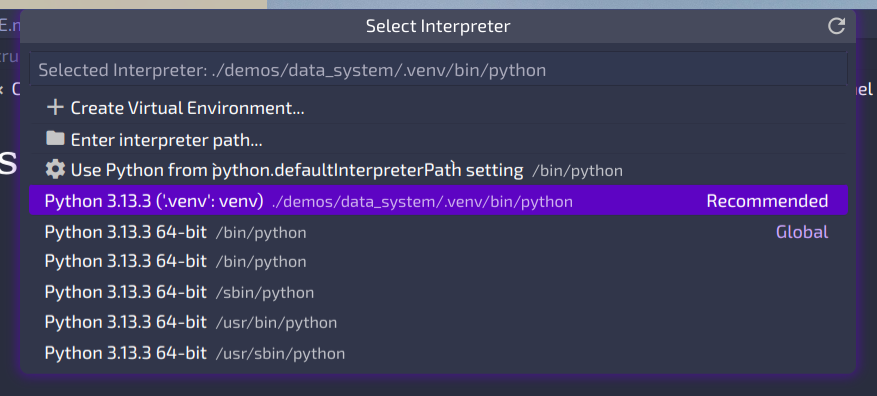 Select Interpreter
E.n
tru
Selected Interpreter: ./demos/data_system/.venv/bin/python
Create Virtual Environment...
Enter interpreter path...
Use Python from `python.defaultInterpreterPath` setting /bin/python
Python 3.13.3 ('.venv': venv) ./demos/data_system/.venv/bin/python Recommended
Python 3.13.3 64-bit /bin/python Global
Python 3.13.3 64-bit /bin/python
Python 3.13.3 64-bit /sbin/python
Python 3.13.3 64-bit /usr/bin/python
Python 3.13.3 64-bit /usr/sbin/python